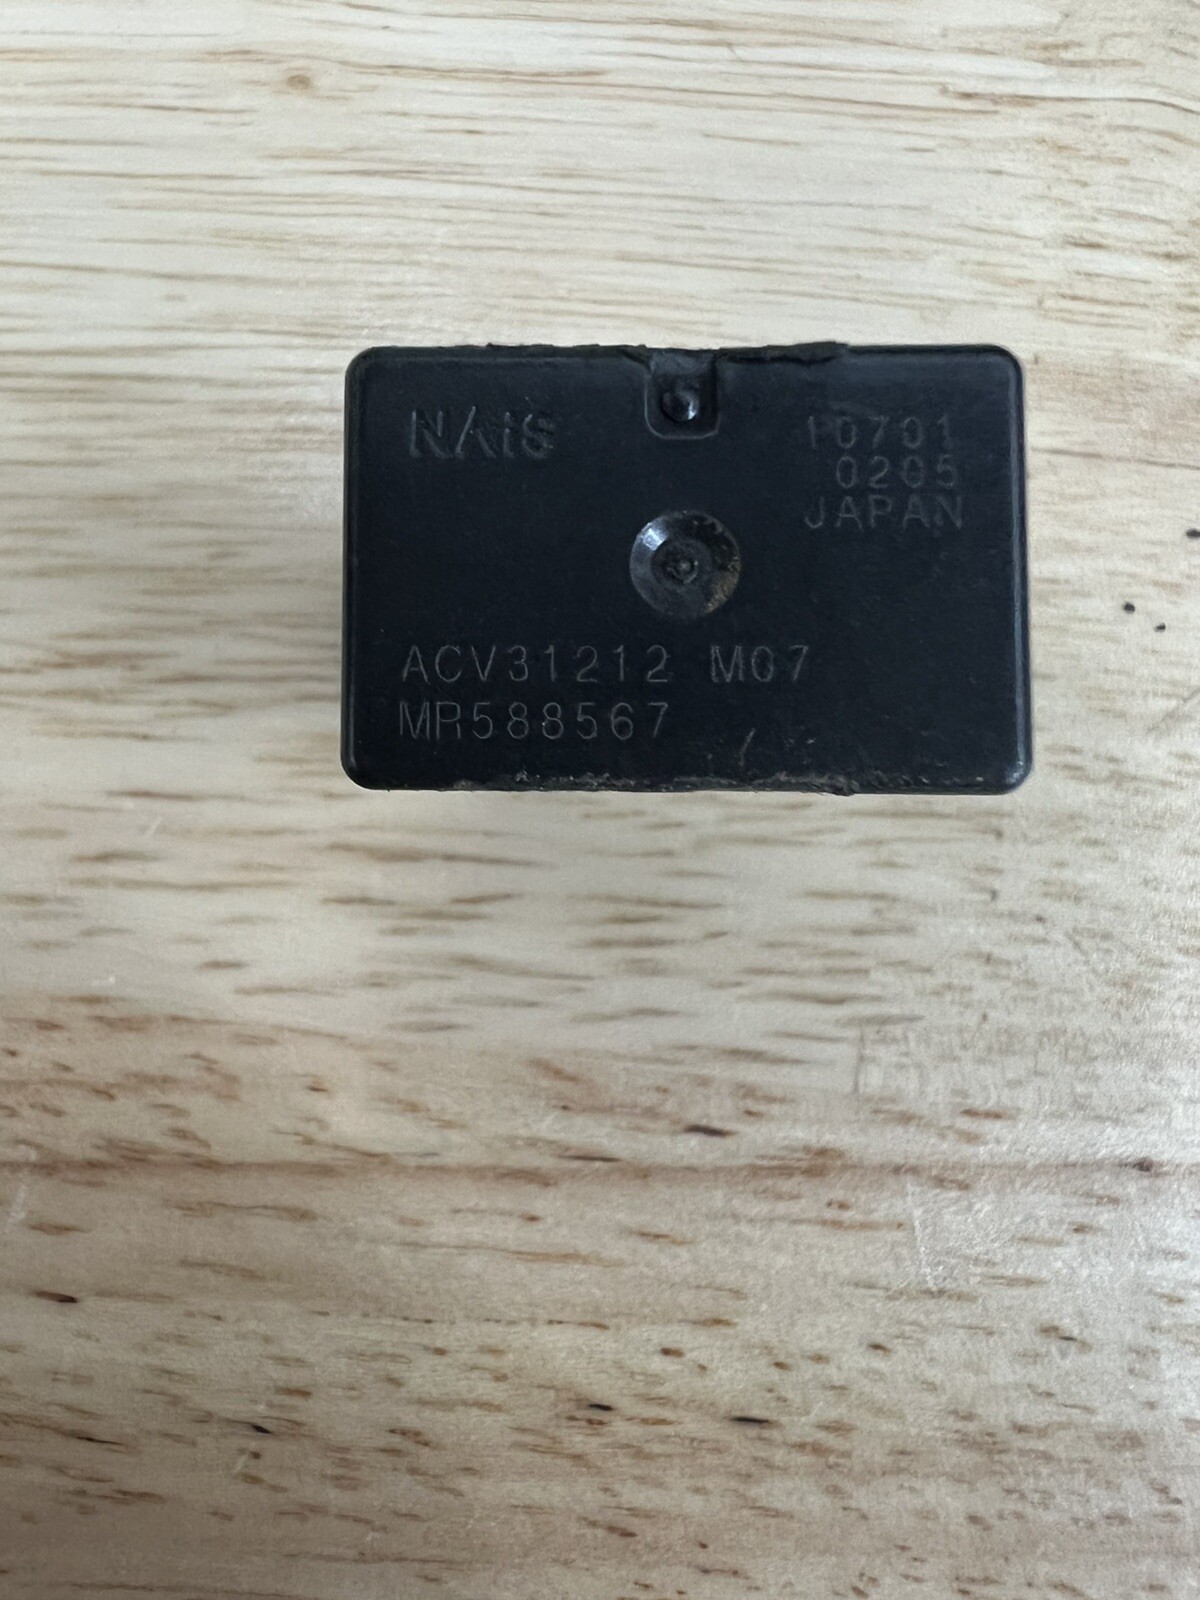 NAIS
10701
0205
JAPAN
ACV31212 M07
MR588567